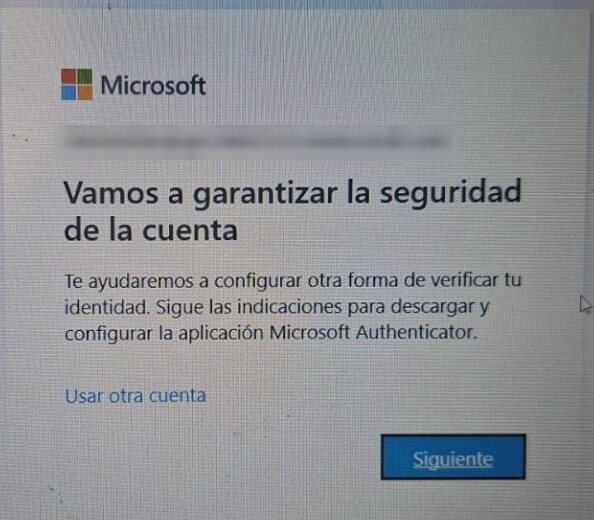 Microsoft
Vamos a garantizar la seguridad
de la cuenta
Te ayudaremos a configurar otra forma de verificar tu
identidad. Sigue las indicaciones para descargar y
configurar la aplicación Microsoft Authenticator.
Usar otra cuenta
Siguiente